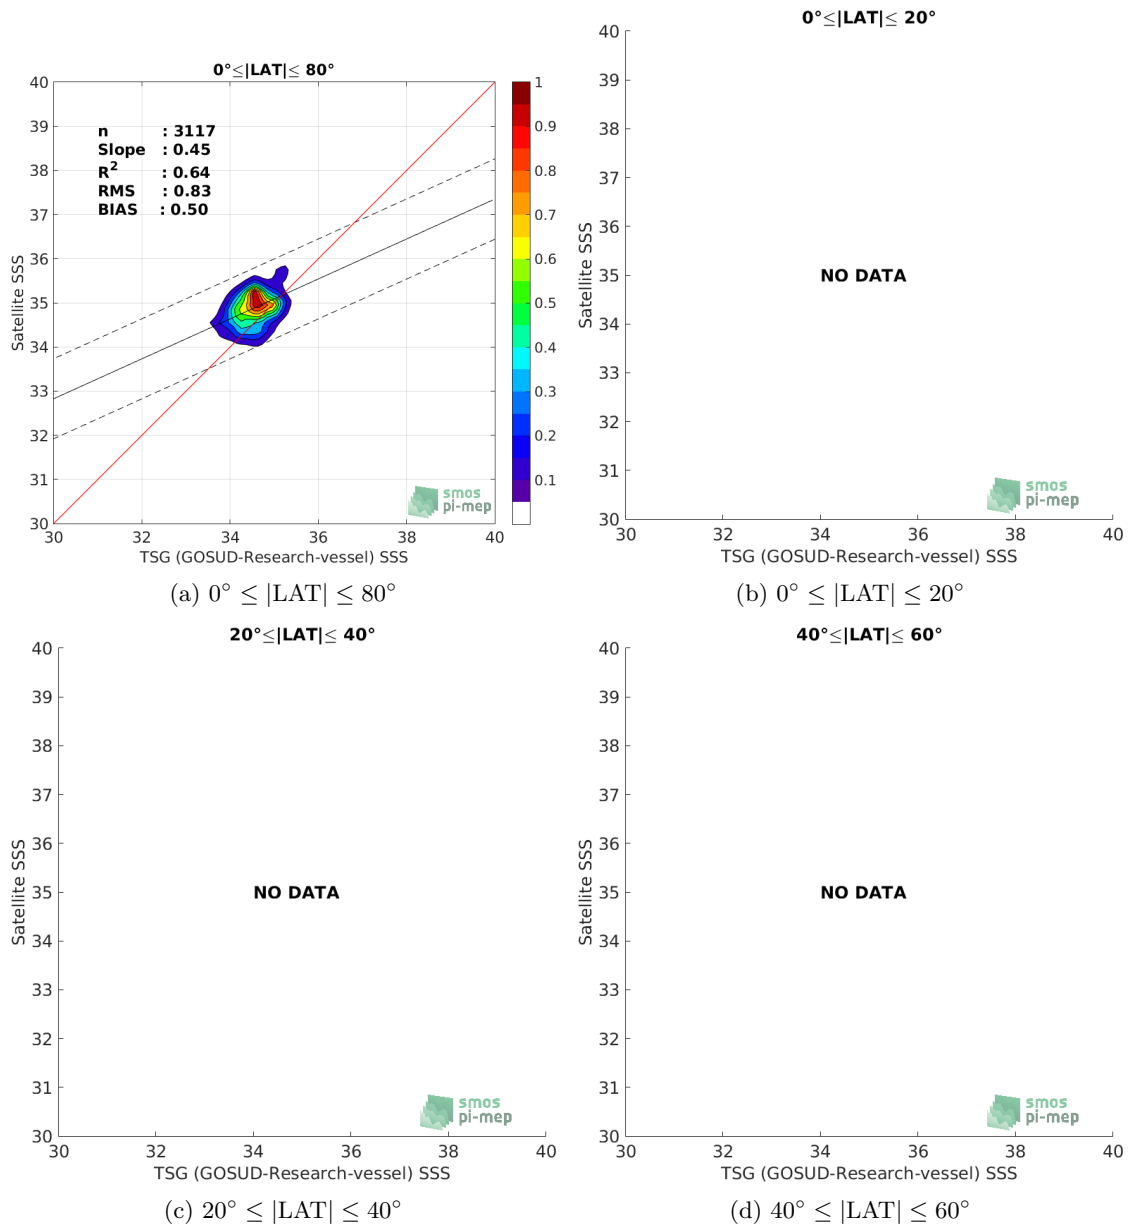 0°≤|LAT|≤ 80°
40
39
38
37
36
35
34
33
32
31
30
Satellite SSS
n : 3117
Slope : 0.45
R² : 0.64
RMS : 0.83
BIAS : 0.50
1
0.9
0.8
0.7
0.6
0.5
0.4
0.3
0.2
0.1
smos
pi-mep
30 32 34 36 38 40
TSG (GOSUD-Research-vessel) SSS
(a) 0° ≤ |LAT| ≤ 80°
0°≤|LAT|≤ 20°
40
39
38
37
36
35
34
33
32
31
30
Satellite SSS
NO DATA
smos
pi-mep
30 32 34 36 38 40
TSG (GOSUD-Research-vessel) SSS
(b) 0° ≤ |LAT| ≤ 20°
20°≤|LAT|≤ 40°
40
39
38
37
36
35
34
33
32
31
30
Satellite SSS
NO DATA
smos
pi-mep
30 32 34 36 38 40
TSG (GOSUD-Research-vessel) SSS
(c) 20° ≤ |LAT| ≤ 40°
40°≤|LAT|≤ 60°
40
39
38
37
36
35
34
33
32
31
30
Satellite SSS
NO DATA
smos
pi-mep
30 32 34 36 38 40
TSG (GOSUD-Research-vessel) SSS
(d) 40° ≤ |LAT| ≤ 60°